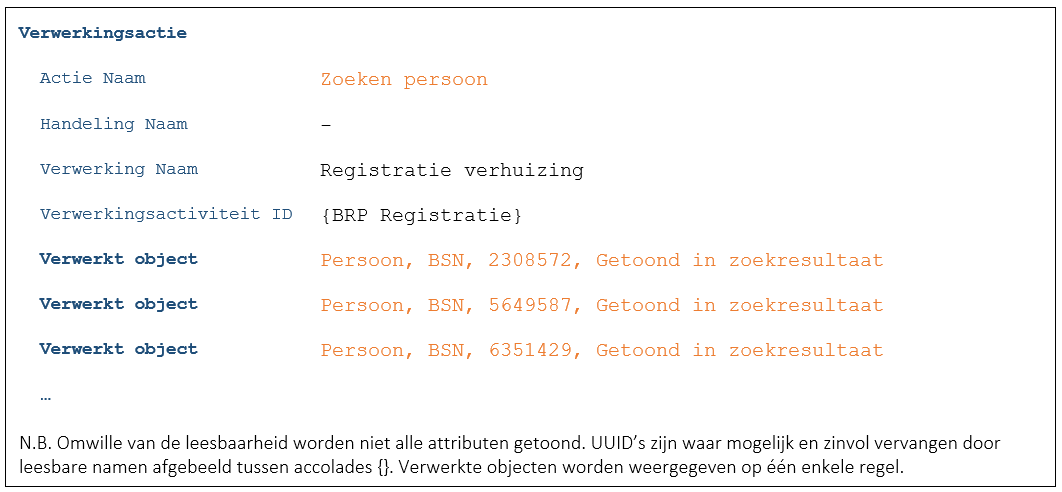 Verwerkingsactie
Actie Naam Zoeken persoon
Handeling Naam –
Verwerking Naam Registratie verhuizing
Verwerkingsactiviteit ID {BRP Registratie}
Verwerkt object Persoon, BSN, 2308572, Getoond in zoekresultaat
Verwerkt object Persoon, BSN, 5649587, Getoond in zoekresultaat
Verwerkt object Persoon, BSN, 6351429, Getoond in zoekresultaat
…
N.B. Omwille van de leesbaarheid worden niet alle attributen getoond. UUID’s zijn waar mogelijk en zinvol vervangen door
leesbare namen afgebeeld tussen accolades {}. Verwerkte objecten worden weergegeven op één enkele regel.